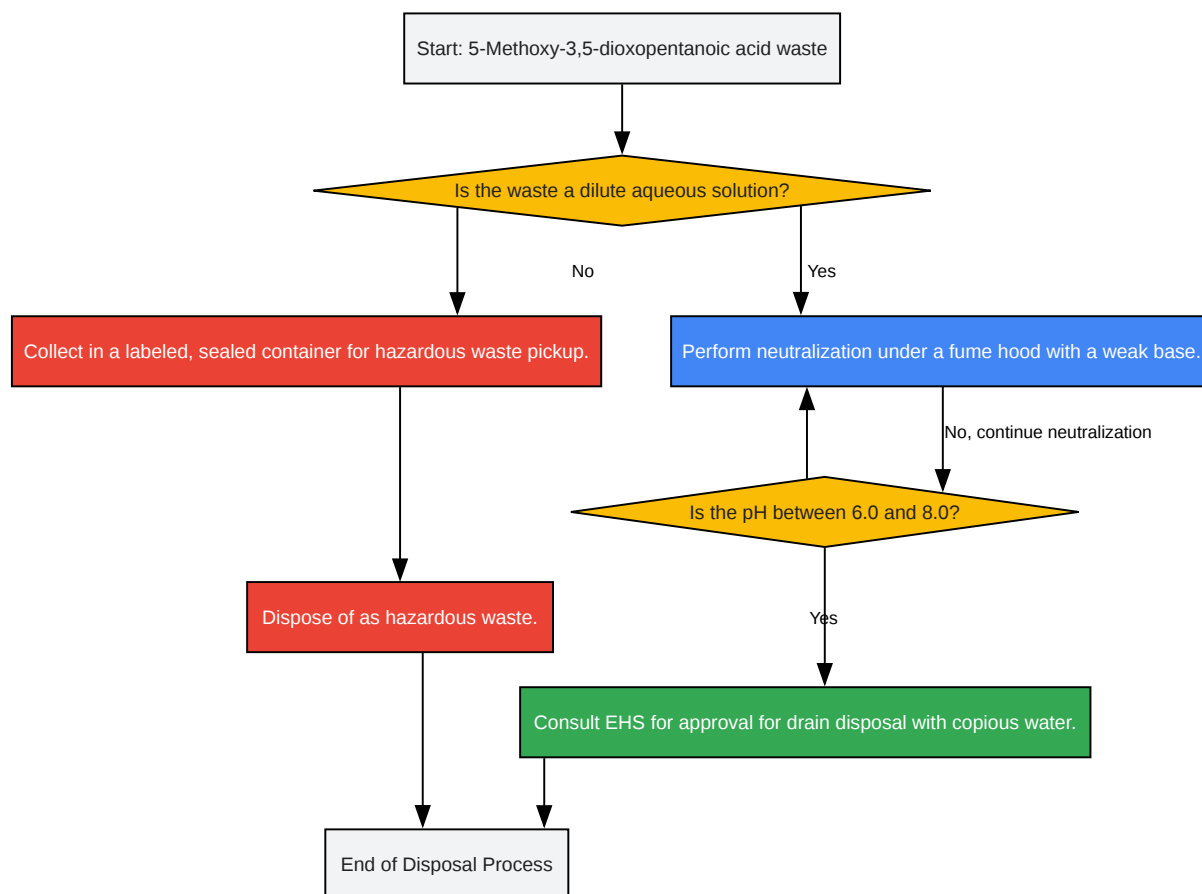 Start: 5-Methoxy-3,5-dioxopentanoic acid waste
Is the waste a dilute aqueous solution?
No
Yes
Collect in a labeled, sealed container for hazardous waste pickup.
Perform neutralization under a fume hood with a weak base.
No, continue neutralization
Is the pH between 6.0 and 8.0?
Dispose of as hazardous waste.
Yes
Consult EHS for approval for drain disposal with copious water.
End of Disposal Process